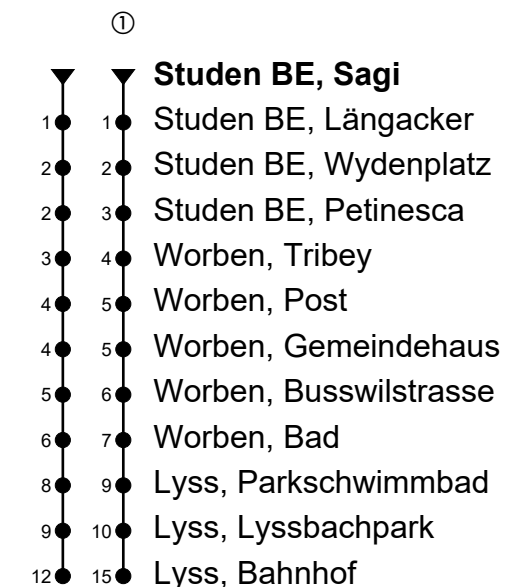 ①
Studen BE, Sagi
1 1 Studen BE, Längacker
2 2 Studen BE, Wydenplatz
2 3 Studen BE, Petinesca
3 4 Worben, Tribey
4 5 Worben, Post
4 5 Worben, Gemeindehaus
5 6 Worben, Busswilstrasse
6 7 Worben, Bad
8 9 Lyss, Parkschwimmbad
9 10 Lyss, Lyssbachpark
12 15 Lyss, Bahnhof